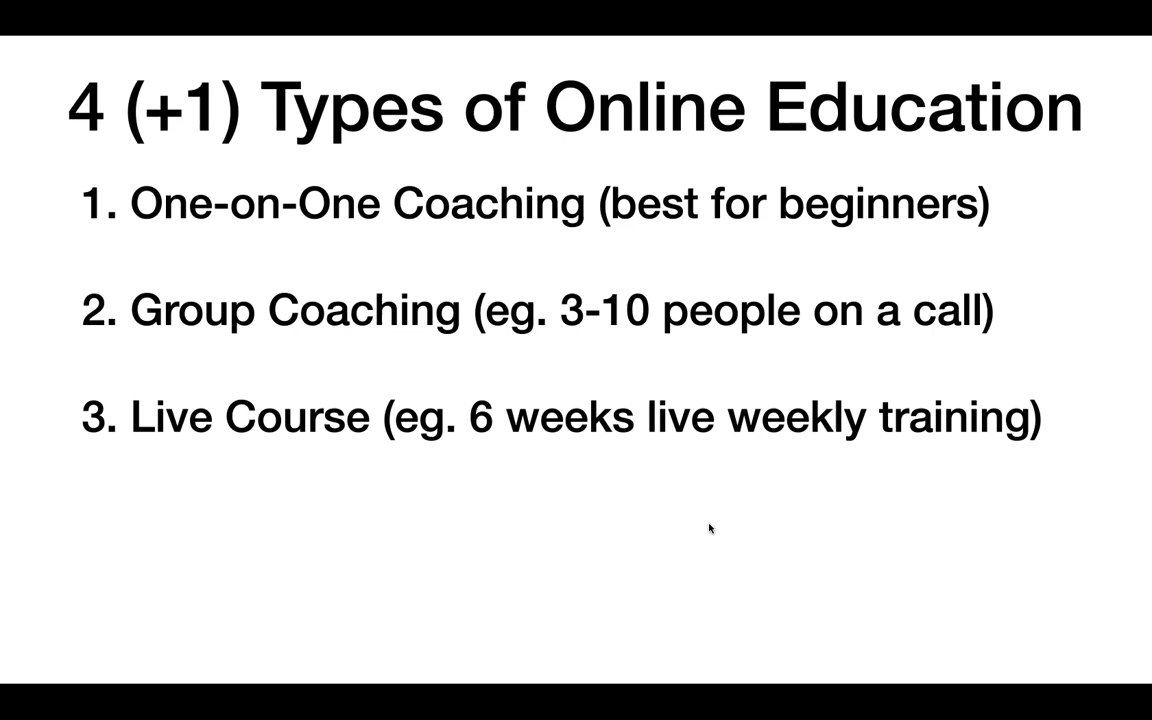 4 (+1) Types of Online Education
1. One-on-One Coaching (best for beginners)
2. Group Coaching (eg. 3-10 people on a call)
3. Live Course (eg. 6 weeks live weekly training)